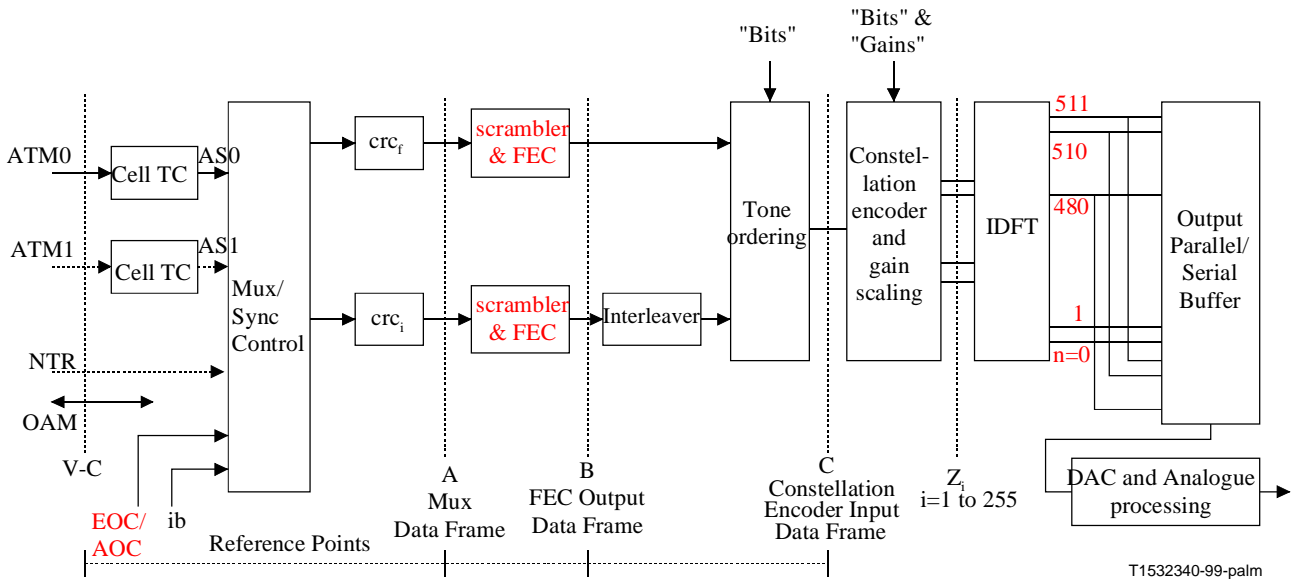 "Bits"
"Bits" &
"Gains"
ATM0
Cell TC
AS0
ATM1
Cell TC
AS1
NTR
OAM
V-C
EOC/
AOC
ib
Mux/
Sync
Control
crcf
crci
scrambler
& FEC
scrambler
& FEC
Interleaver
Tone
ordering
Constel-
lation
encoder
and
gain
scaling
IDFT
511
510
480
1
n=0
Output
Parallel/
Serial
Buffer
DAC and Analogue
processing
A
Mux
Data Frame
B
FEC Output
Data Frame
C
Constellation
Encoder Input
Data Frame
Zi
i=1 to 255
Reference Points
T1532340-99-palm